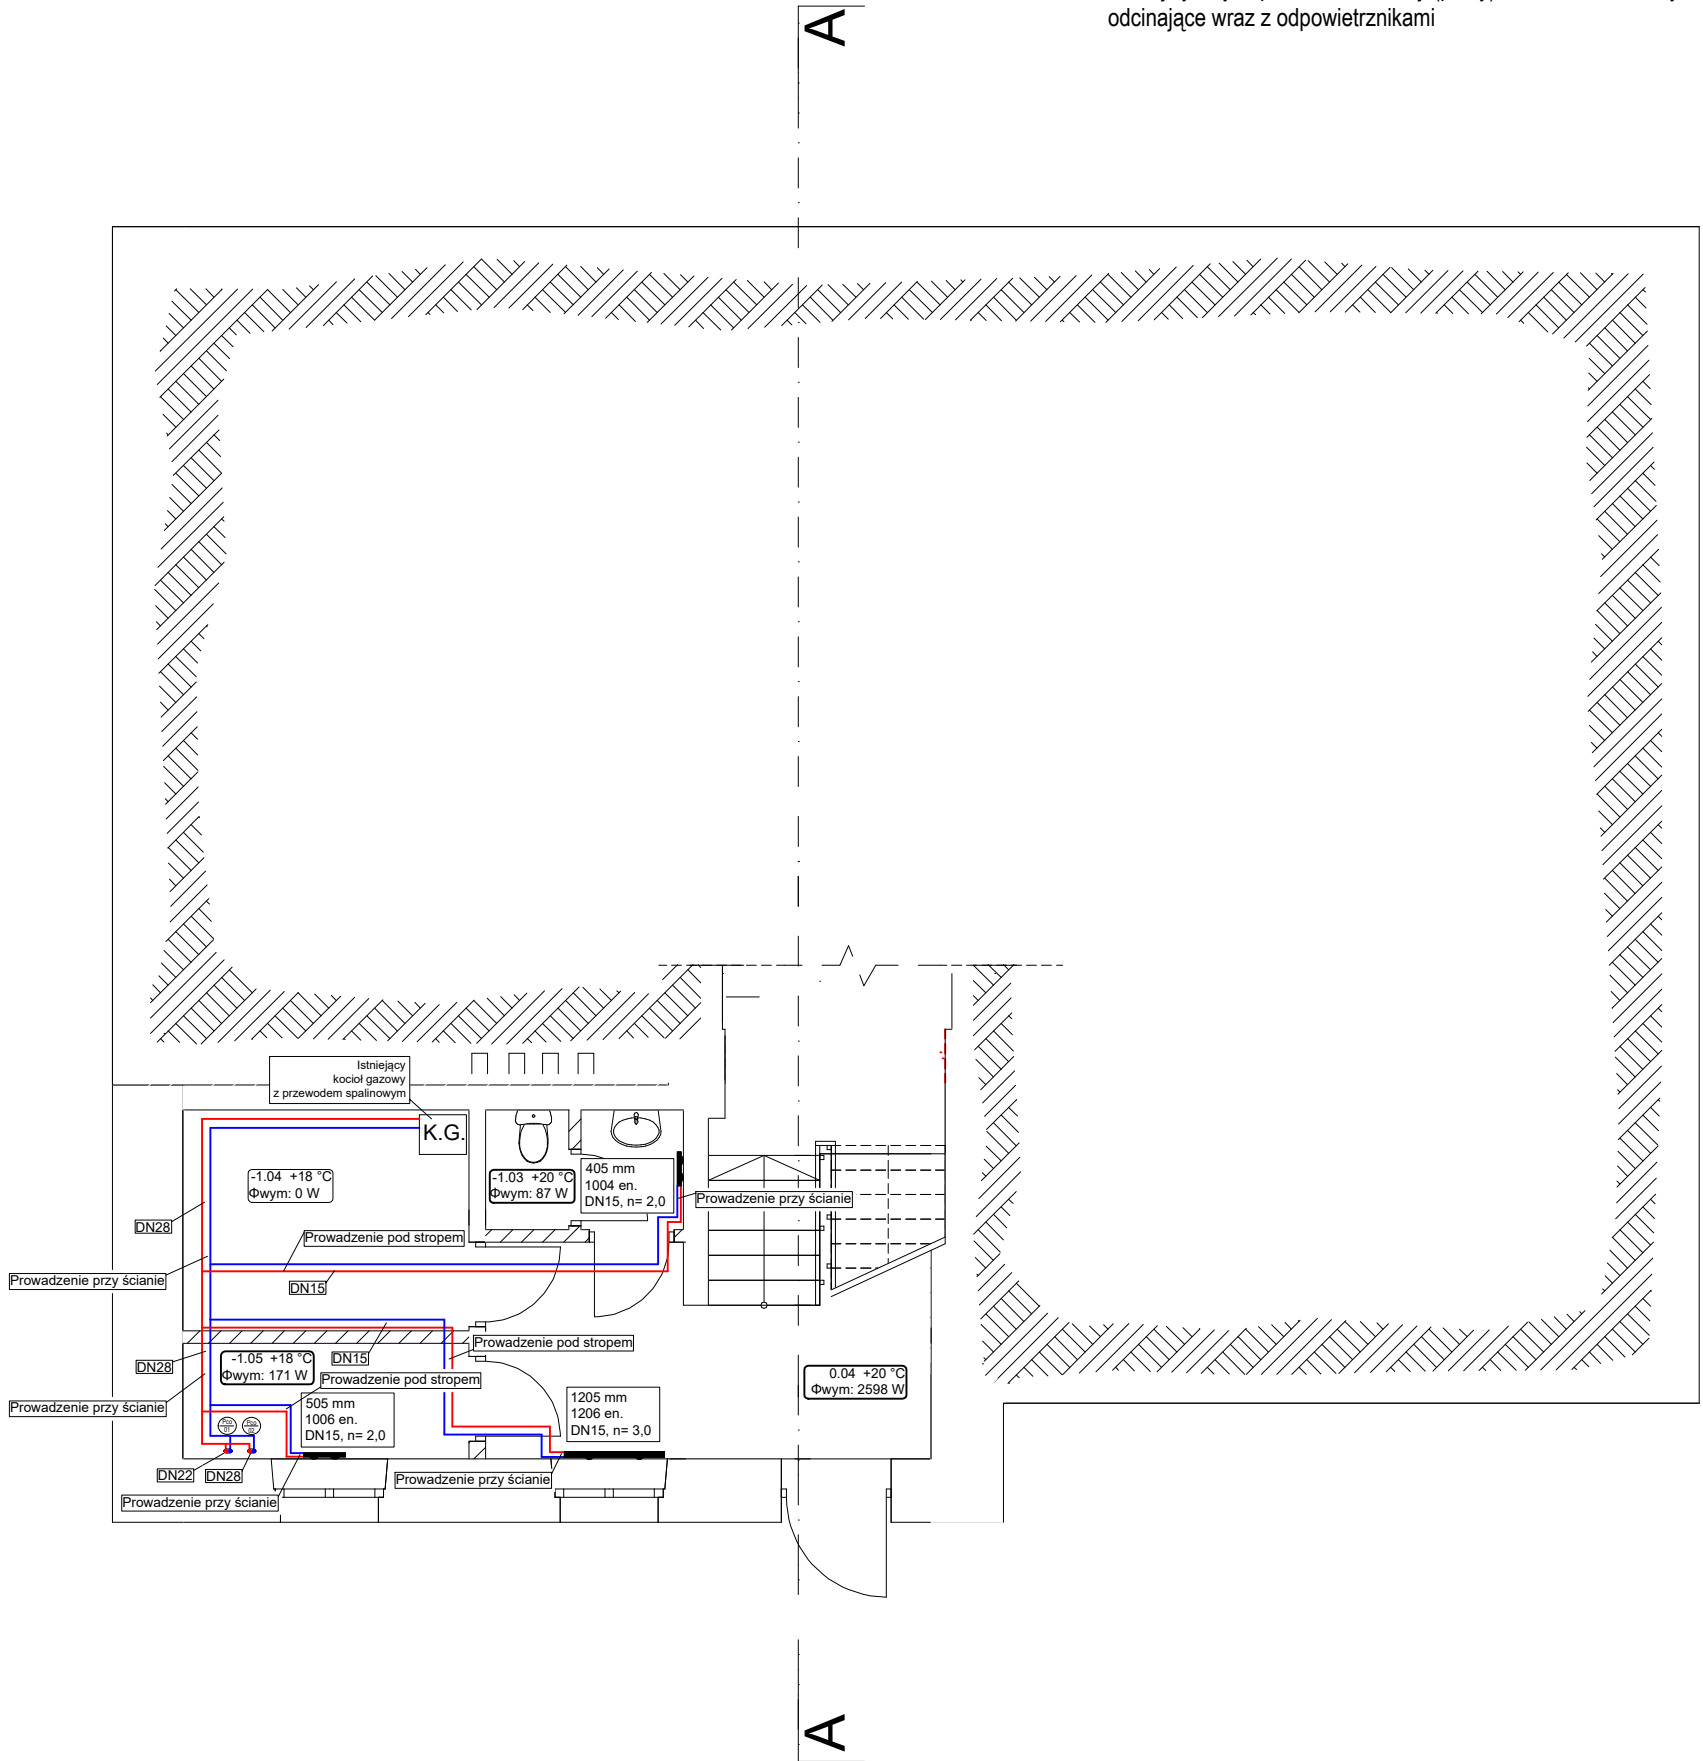 odcinające wraz z odpowietrznikami
A
Istniejący
kocioł gazowy
z przewodem spalinowym
K.G.
-1.04 +18 °C
Φwym: 0 W
-1.03 +20 °C
Φwym: 87 W
405 mm
1004 en.
DN15, n= 2,0
Prowadzenie przy ścianie
DN28
Prowadzenie pod stropem
Prowadzenie przy ścianie
DN15
Prowadzenie pod stropem
DN15
DN28
-1.05 +18 °C
Φwym: 171 W
Prowadzenie pod stropem
0.04 +20 °C
Φwym: 2598 W
Prowadzenie przy ścianie
505 mm
1006 en.
DN15, n= 2,0
1205 mm
1206 en.
DN15, n= 3,0
DN22
DN28
Prowadzenie przy ścianie
Prowadzenie przy ścianie
A